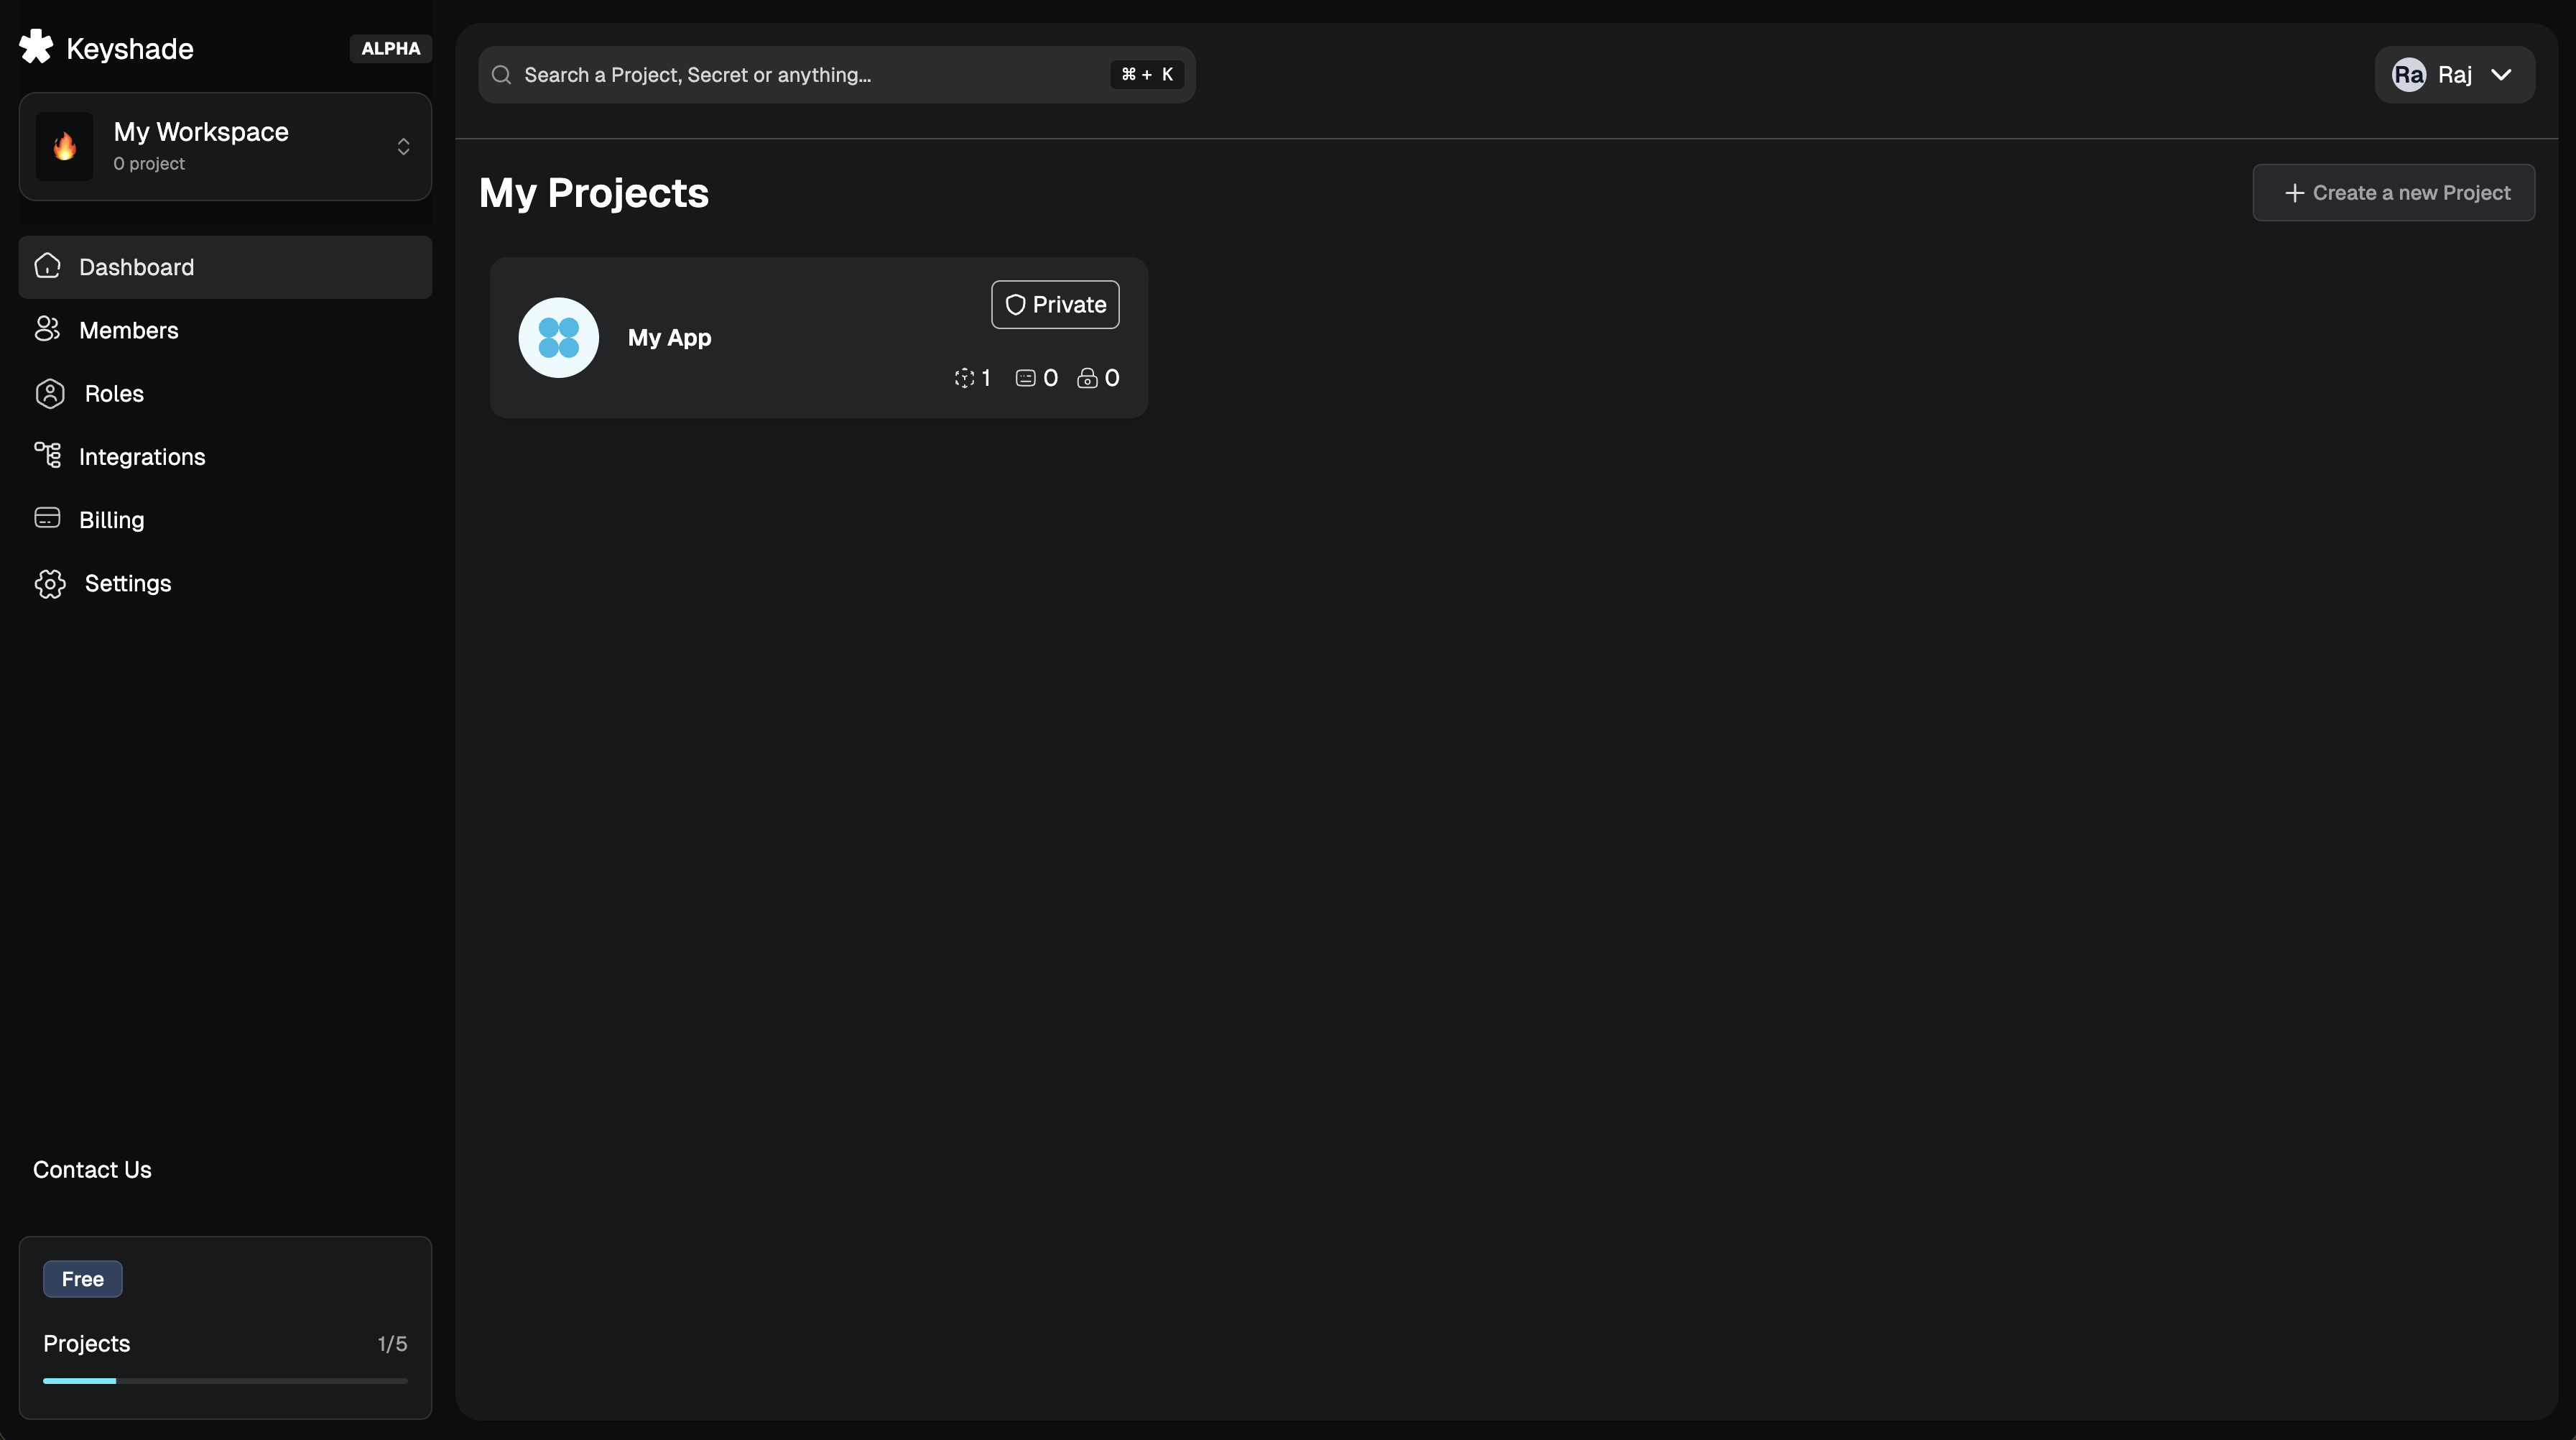 Keyshade
ALPHA
My Workspace
0 project
Dashboard
Members
Roles
Integrations
Billing
Settings
Contact Us
Free
Projects 1/5
Search a Project, Secret or anything...
⌘ + K
Ra Raj
My Projects
Create a new Project
My App
Private
1 0 0